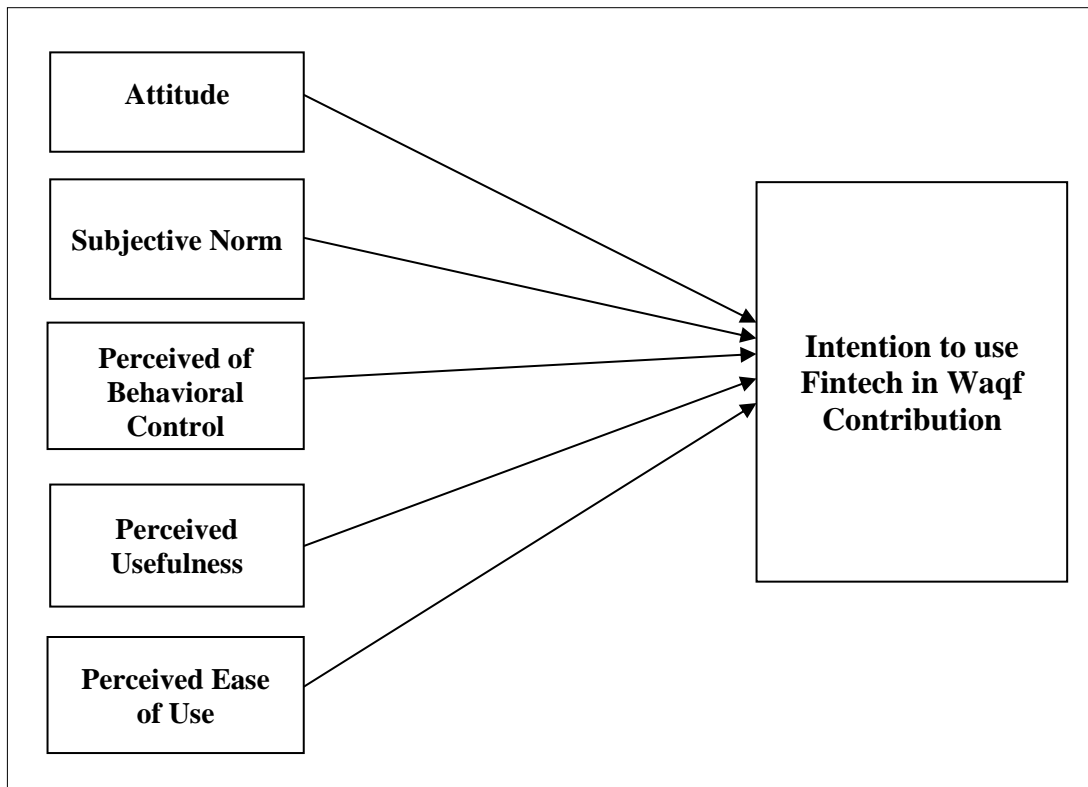 Attitude
Subjective Norm
Perceived of
Behavioral
Control
Perceived
Usefulness
Perceived Ease
of Use
Intention to use
Fintech in Waqf
Contribution